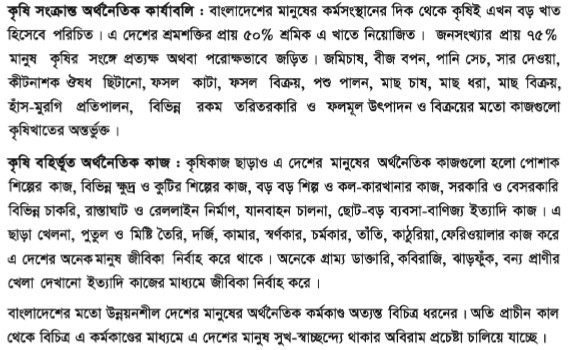 কৃষি সংক্রান্ত অর্থনৈতিক কার্যাবলি : বাংলাদেশের মানুষের কর্মসংস্থানের দিক থেকে কৃষিই এখন বড় খাত
হিসেবে পরিচিত। এ দেশের শ্রমশক্তির প্রায় ৫০% শ্রমিক এ খাতে নিয়োজিত। জনসংখ্যার প্রায় ৭৫%
মানুষ কৃষির সংঙ্গে প্রত্যক্ষ অথবা পরোক্ষভাবে জড়িত। জমিচাষ, বীজ বপন, পানি সেচ, সার দেওয়া,
কীটনাশক ঔষধ ছিটানো, ফসল কাটা, ফসল বিক্রয়, পশু পালন, মাছ চাষ, মাছ ধরা, মাছ বিক্রয়,
হাঁস-মুরগি প্রতিপালন, বিভিন্ন রকম তরিতরকারি ও ফলমূল উৎপাদন ও বিক্রয়ের মতো কাজগুলো
কৃষিখাতের অন্তর্ভুক্ত।
কৃষি বহির্ভূত অর্থনৈতিক কাজ : কৃষিকাজ ছাড়াও এ দেশের মানুষের অর্থনৈতিক কাজগুলো হলো পোশাক
শিল্পের কাজ, বিভিন্ন ক্ষুদ্র ও কুটির শিল্পের কাজ, বড় বড় শিল্প ও কল-কারখানার কাজ, সরকারি ও বেসরকারি
বিভিন্ন চাকরি, রাস্তাঘাট ও রেললাইন নির্মাণ, যানবাহন চালনা, ছোট-বড় ব্যবসা-বাণিজ্য ইত্যাদি কাজ। এ
ছাড়া খেলনা, পুতুল ও মিষ্টি তৈরি, দর্জি, কামার, স্বর্ণকার, চর্মকার, তাঁতি, কাঠুরিয়া,ফেরিওয়ালার কাজ করে
এ দেশের অনেক মানুষ জীবিকা নির্বাহ করে থাকে। অনেকে গ্রাম্য ডাক্তারি, কবিরাজি, ঝাড়ফুঁক, বন্য প্রাণীর
খেলা দেখানো ইত্যাদি কাজের মাধ্যমে জীবিকা নির্বাহ করে।
বাংলাদেশের মতো উন্নয়নশীল দেশের মানুষের অর্থনৈতিক কর্মকাণ্ড অত্যন্ত বিচিত্র ধরনের। অতি প্রাচীন কাল
থেকে বিচিত্র এ কর্মকাণ্ডের মাধ্যমে এ দেশের মানুষ সুখ-স্বাচ্ছন্দ্যে থাকার অবিরাম প্রচেষ্টা চালিয়ে যাচ্ছে।